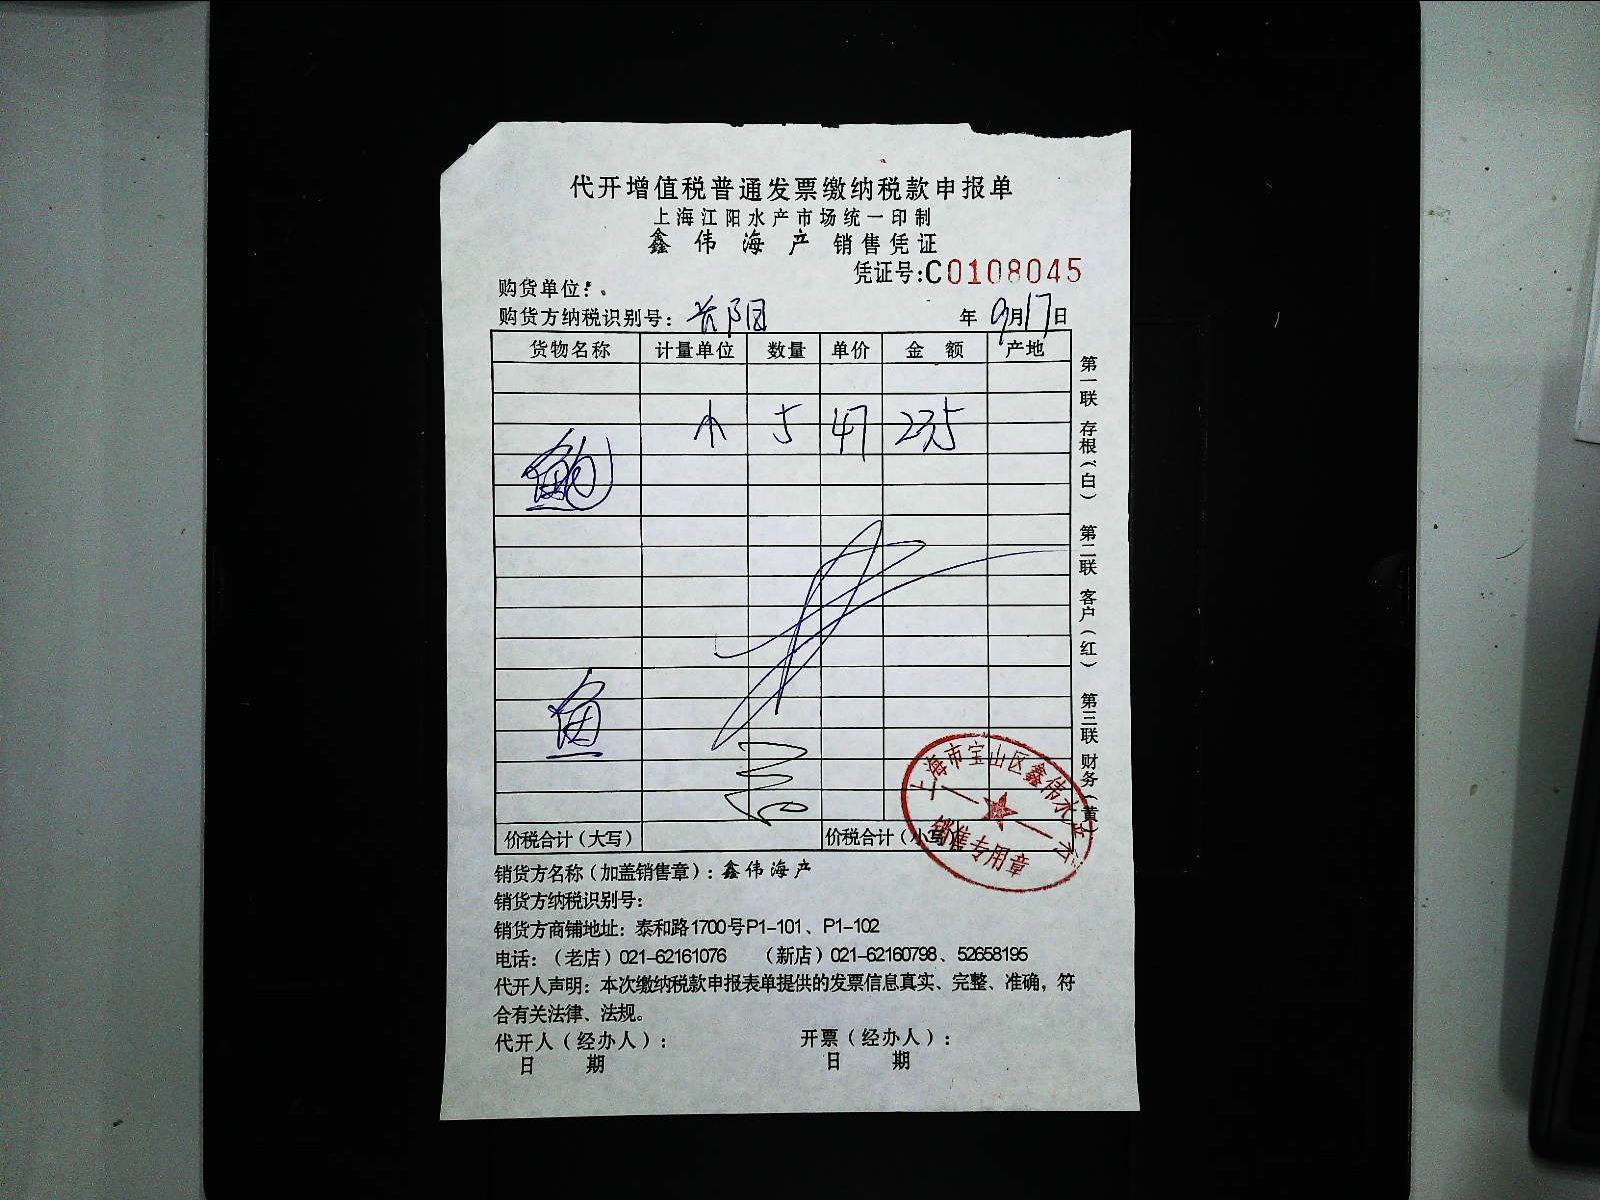 代开增值税普通发票缴纳税款申报单
上海江阳水产市场统一印制
鑫伟海产 销售凭证
凭证号:C0108045
购货单位:
购货方纳税识别号: 年9月17日
货物名称 计量单位 数量 单价 金额 产地
5 47 235
价税合计（大写） 价税合计（小写）
第一联 存根（白） 第二联 客户（红） 第三联 财务（黄）
上海市宝山区鑫伟水产行
销售专用章
销货方名称（加盖销售章）: 鑫伟海产
销货方纳税识别号:
销货方商铺地址: 泰和路1700号P1-101、P1-102
电话:（老店）021-62161076 （新店）021-62160798、52658195
代开人声明: 本次缴纳税款申报表单提供的发票信息真实、完整、准确，符
合有关法律、法规。
代开人（经办人）: 开票（经办人）:
日 期 日 期